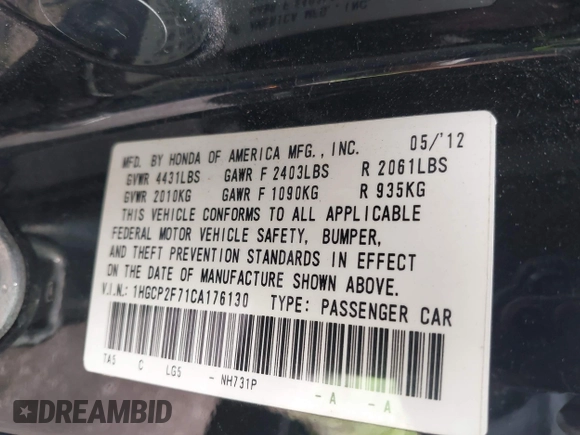 MFD. BY HONDA OF AMERICA MFG., INC. 05/'12
GVWR 4431LBS GAWR F 2403LBS R 2061LBS
GVWR 2010KG GAWR F 1090KG R 935KG
THIS VEHICLE CONFORMS TO ALL APPLICABLE
FEDERAL MOTOR VEHICLE SAFETY, BUMPER,
AND THEFT PREVENTION STANDARDS IN EFFECT
ON THE DATE OF MANUFACTURE SHOWN ABOVE.
V.I.N.: 1HGCP2F71CA176130 TYPE: PASSENGER CAR
TA5 C LG5 - NH731P -A -A
DREAMBID